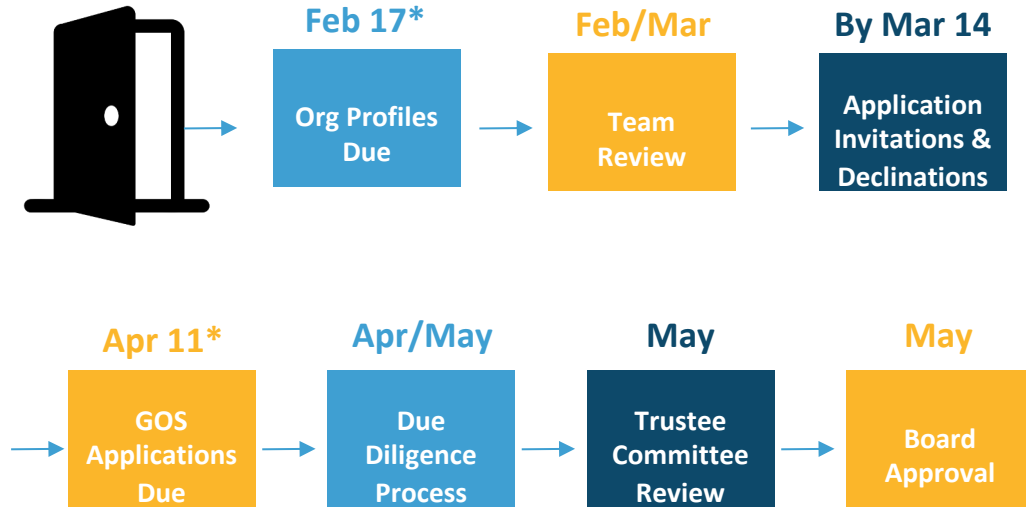 Feb 17*
Org Profiles
Due
Feb/Mar
Team
Review
By Mar 14
Application
Invitations &
Declinations
Apr 11*
GOS
Applications
Due
Apr/May
Due
Diligence
Process
May
Trustee
Committee
Review
May
Board
Approval